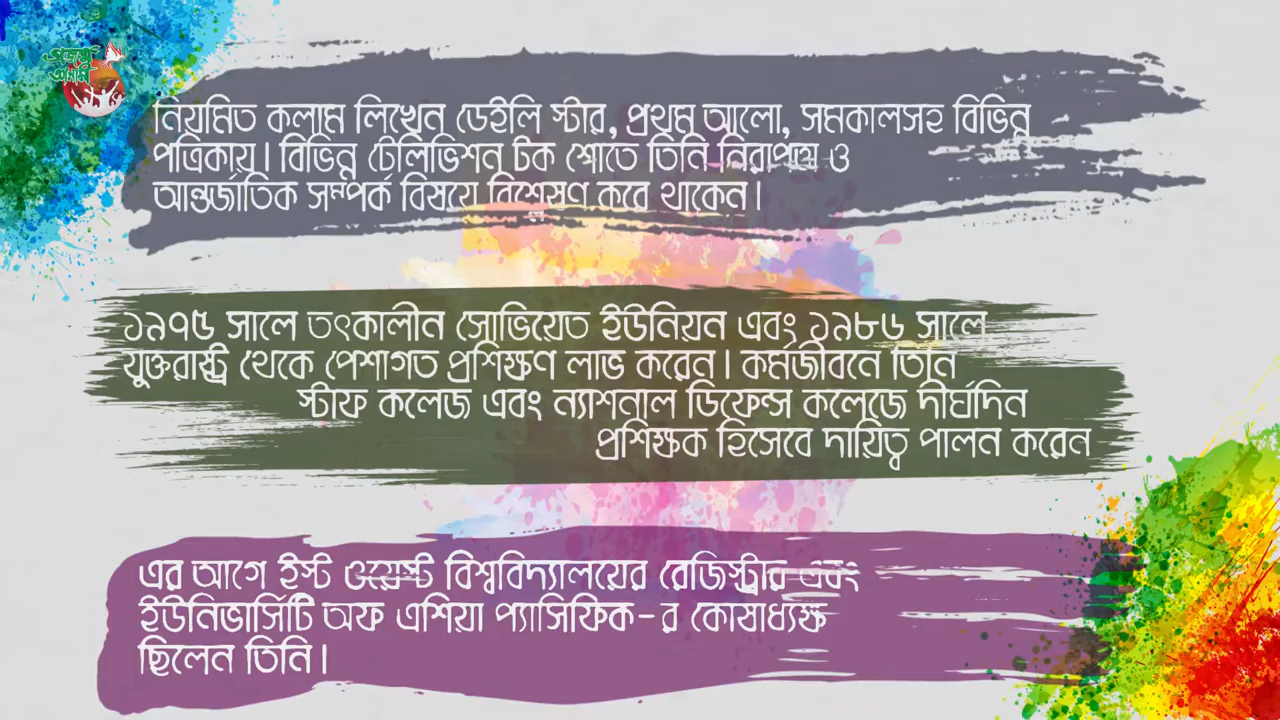 প্রজন্ম
আগামী
নিয়মিত কলাম লিখেন ডেইলি স্টার, প্রথম আলো, সমকালসহ বিভিন্ন
পত্রিকায়। বিভিন্ন টেলিভিশন টক শোতে তিনি নিরাপত্তা ও
আন্তর্জাতিক সম্পর্ক বিষয়ে বিশ্লেষণ করে থাকেন।
১৯৭৫ সালে তৎকালীন সোভিয়েত ইউনিয়ন এবং ১৯৮৬ সালে
যুক্তরাষ্ট্র থেকে পেশাগত প্রশিক্ষণ লাভ করেন। কর্মজীবনে তিনি
স্টাফ কলেজ এবং ন্যাশনাল ডিফেন্স কলেজে দীর্ঘদিন
প্রশিক্ষক হিসেবে দায়িত্ব পালন করেন
এর আগে ইস্ট ওয়েস্ট বিশ্ববিদ্যালয়ের রেজিস্ট্রার এবং
ইউনিভার্সিটি অফ এশিয়া প্যাসিফিক-র কোষাধ্যক্ষ
ছিলেন তিনি।